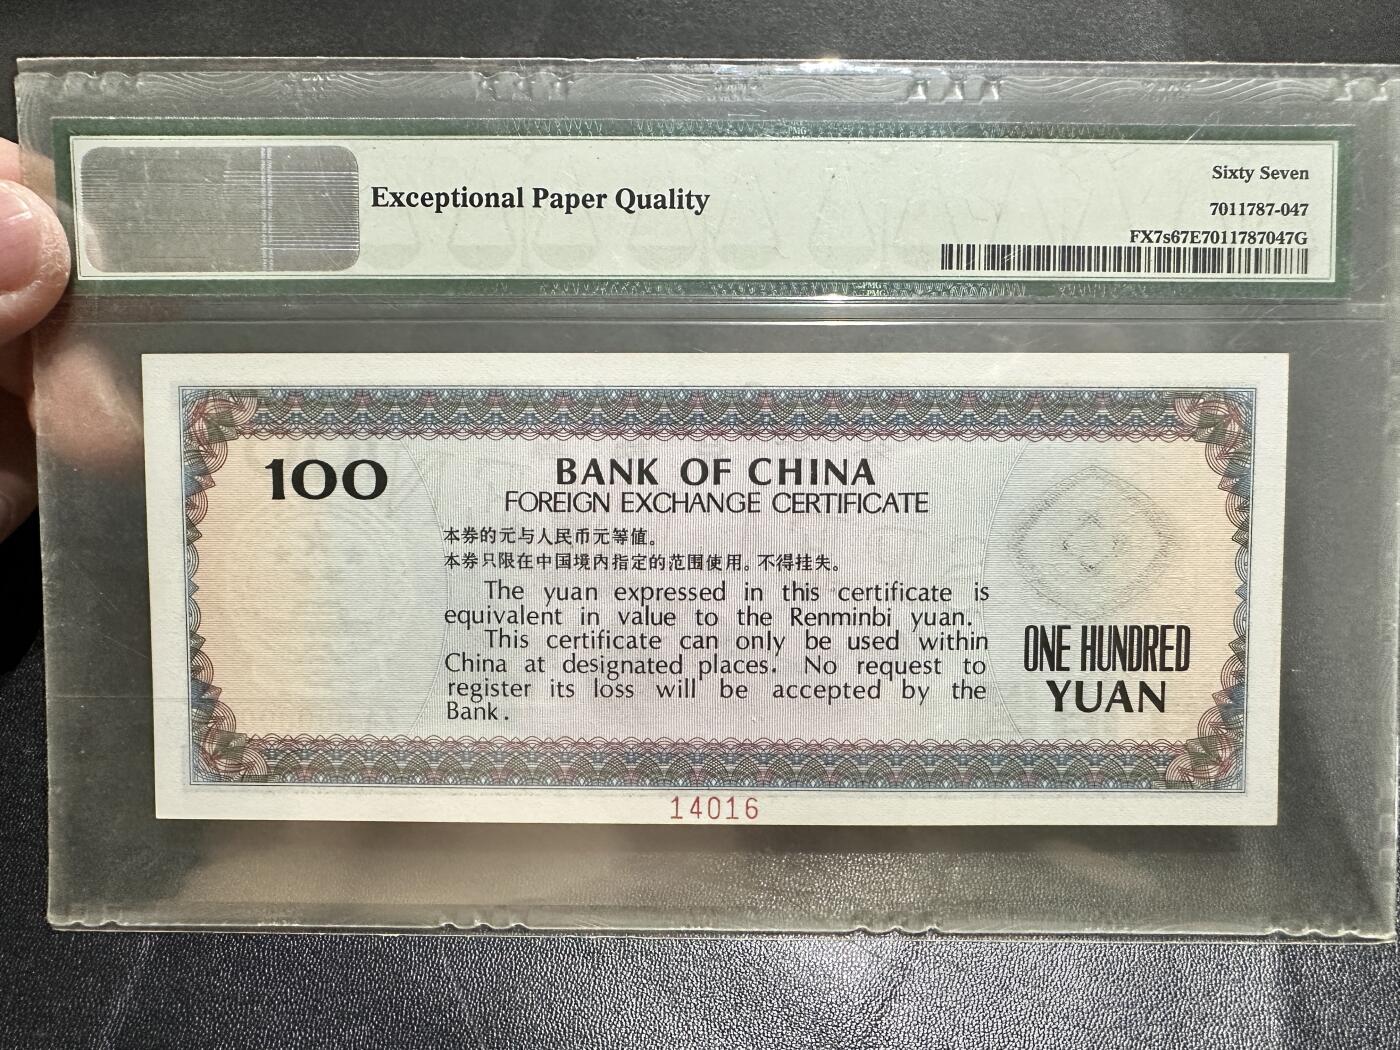 Exceptional Paper Quality
Sixty Seven
7011787-047
FX7s67E7011787047G
100
BANK OF CHINA
FOREIGN EXCHANGE CERTIFICATE
本券的元与人民币元等值。
本券只限在中国境内指定的范围使用。不得挂失。
The yuan expressed in this certificate is
equivalent in value to the Renminbi yuan.
This certificate can only be used within
China at designated places. No request to
register its loss will be accepted by the
Bank.
ONE HUNDRED
YUAN
14016